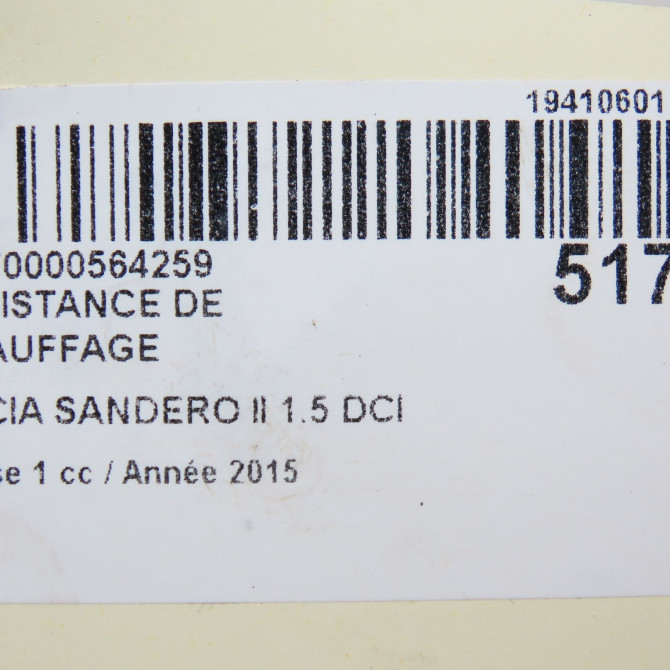 19410601
0000564259
517
ISTANCE DE
AUFFAGE
CIA SANDERO II 1.5 DCI
se 1 cc / Année 2015